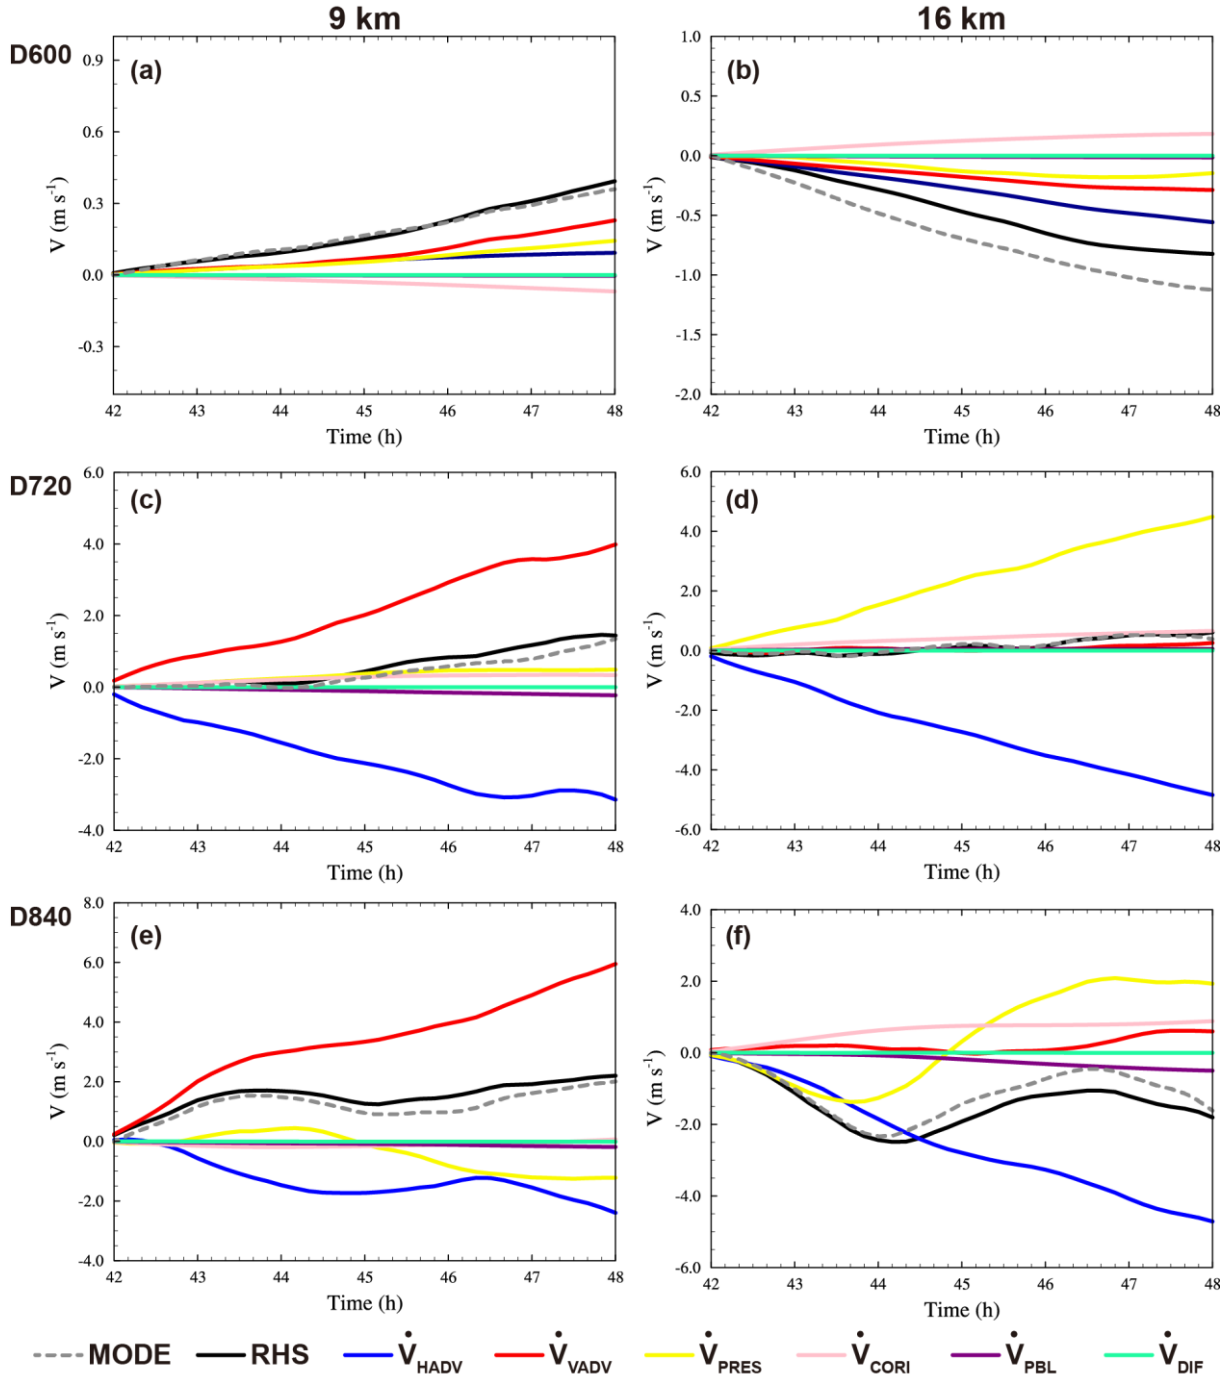 9 km 16 km
D600
(a) (b)
0.9
0.6
0.3
0.0
-0.3
V (m s⁻¹)
42 43 44 45 46 47 48
Time (h)
1.0
0.5
0.0
-0.5
-1.0
-1.5
-2.0
V (m s⁻¹)
42 43 44 45 46 47 48
Time (h)
D720
(c) (d)
6.0
4.0
2.0
0.0
-2.0
-4.0
V (m s⁻¹)
42 43 44 45 46 47 48
Time (h)
6.0
4.0
2.0
0.0
-2.0
-4.0
-6.0
V (m s⁻¹)
42 43 44 45 46 47 48
Time (h)
D840
(e) (f)
8.0
6.0
4.0
2.0
0.0
-2.0
-4.0
V (m s⁻¹)
42 43 44 45 46 47 48
Time (h)
4.0
2.0
0.0
-2.0
-4.0
-6.0
V (m s⁻¹)
42 43 44 45 46 47 48
Time (h)
MODE RHS V̇HADV V̇VADV V̇PRES V̇CORI V̇PBL V̇DIF